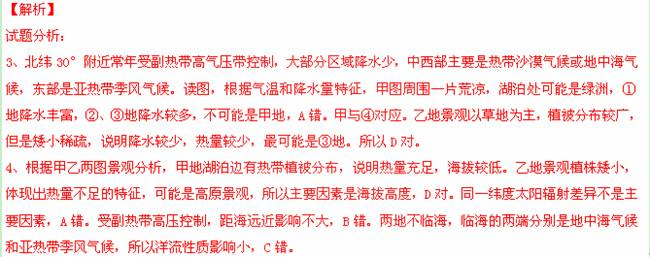 【解析】
试题分析：
3、北纬 30° 附近常年受副热带高气压带控制，大部分区域降水少，中西部主要是热带沙漠气候或地中海气
候，东部是亚热带季风气候。读图，根据气温和降水量特征，甲图周围一片荒凉，湖泊处可能是绿洲，①
地降水丰富，②、③地降水较多，不可能是甲地，A 错。甲与④对应。乙地景观以草地为主，植被分布较广，
但是矮小稀疏，说明降水较少，热量较少，最可能是③地。所以 D 对。
4、根据甲乙两图景观分析，甲地湖泊边有热带植被分布，说明热量充足，海拔较低。乙地景观植株矮小，
体现出热量不足的特征，可能是高原景观，所以主要因素是海拔高度，D 对。同一纬度太阳辐射差异不是主
要因素，A 错。受副热带高压控制，距海远近影响不大，B 错。两地不临海，临海的两端分别是地中海气候
和亚热带季风气候，所以洋流性质影响小，C 错。